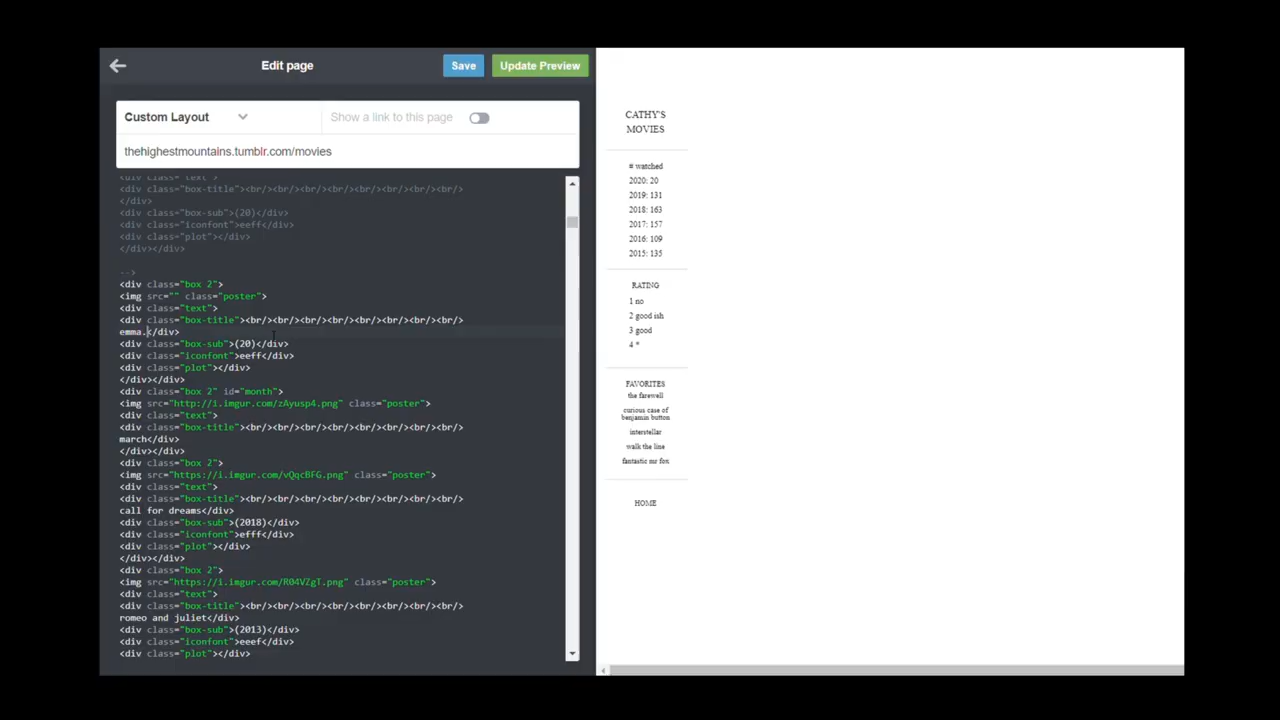 Edit page
Save
Update Preview
Custom Layout
Show a link to this page
thehighestmountains.tumblr.com/movies
<div class="text">
<div class="box-title"><br/><br/><br/><br/><br/><br/><br/><br/>
</div>
<div class="box-sub">(20)</div>
<div class="iconfont">eeff</div>
<div class="plot"></div>
</div></div>
-->
<div class="box 2">
<img src="" class="poster">
<div class="text">
<div class="box-title"><br/><br/><br/><br/><br/><br/><br/><br/>
emma.</div>
<div class="box-sub">(20)</div>
<div class="iconfont">eeff</div>
<div class="plot"></div>
</div></div>
<div class="box 2" id="month">
<img src="http://i.imgur.com/zAyusp4.png" class="poster">
<div class="text">
<div class="box-title"><br/><br/><br/><br/><br/><br/><br/><br/>
march</div>
</div></div>
<div class="box 2">
<img src="https://i.imgur.com/vQqcBFG.png" class="poster">
<div class="text">
<div class="box-title"><br/><br/><br/><br/><br/><br/><br/><br/>
call for dreams</div>
<div class="box-sub">(2018)</div>
<div class="iconfont">efff</div>
<div class="plot"></div>
</div></div>
<div class="box 2">
<img src="https://i.imgur.com/R04VZgT.png" class="poster">
<div class="text">
<div class="box-title"><br/><br/><br/><br/><br/><br/><br/><br/>
romeo and juliet</div>
<div class="box-sub">(2013)</div>
<div class="iconfont">eeef</div>
<div class="plot"></div>
CATHY'S
MOVIES
# watched
2020: 20
2019: 131
2018: 163
2017: 157
2016: 109
2015: 135
RATING
1 no
2 good ish
3 good
4 *
FAVORITES
the farewell
curious case of
benjamin button
interstellar
walk the line
fantastic mr fox
HOME